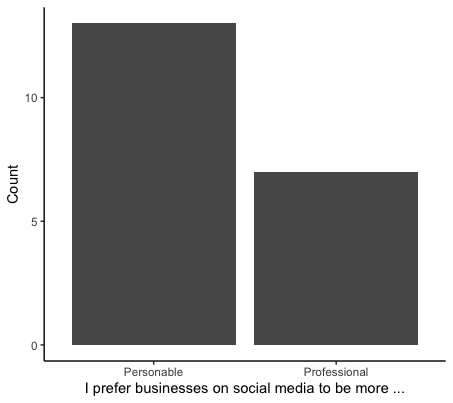 Count
10
5
0
Personable Professional
I prefer businesses on social media to be more ...